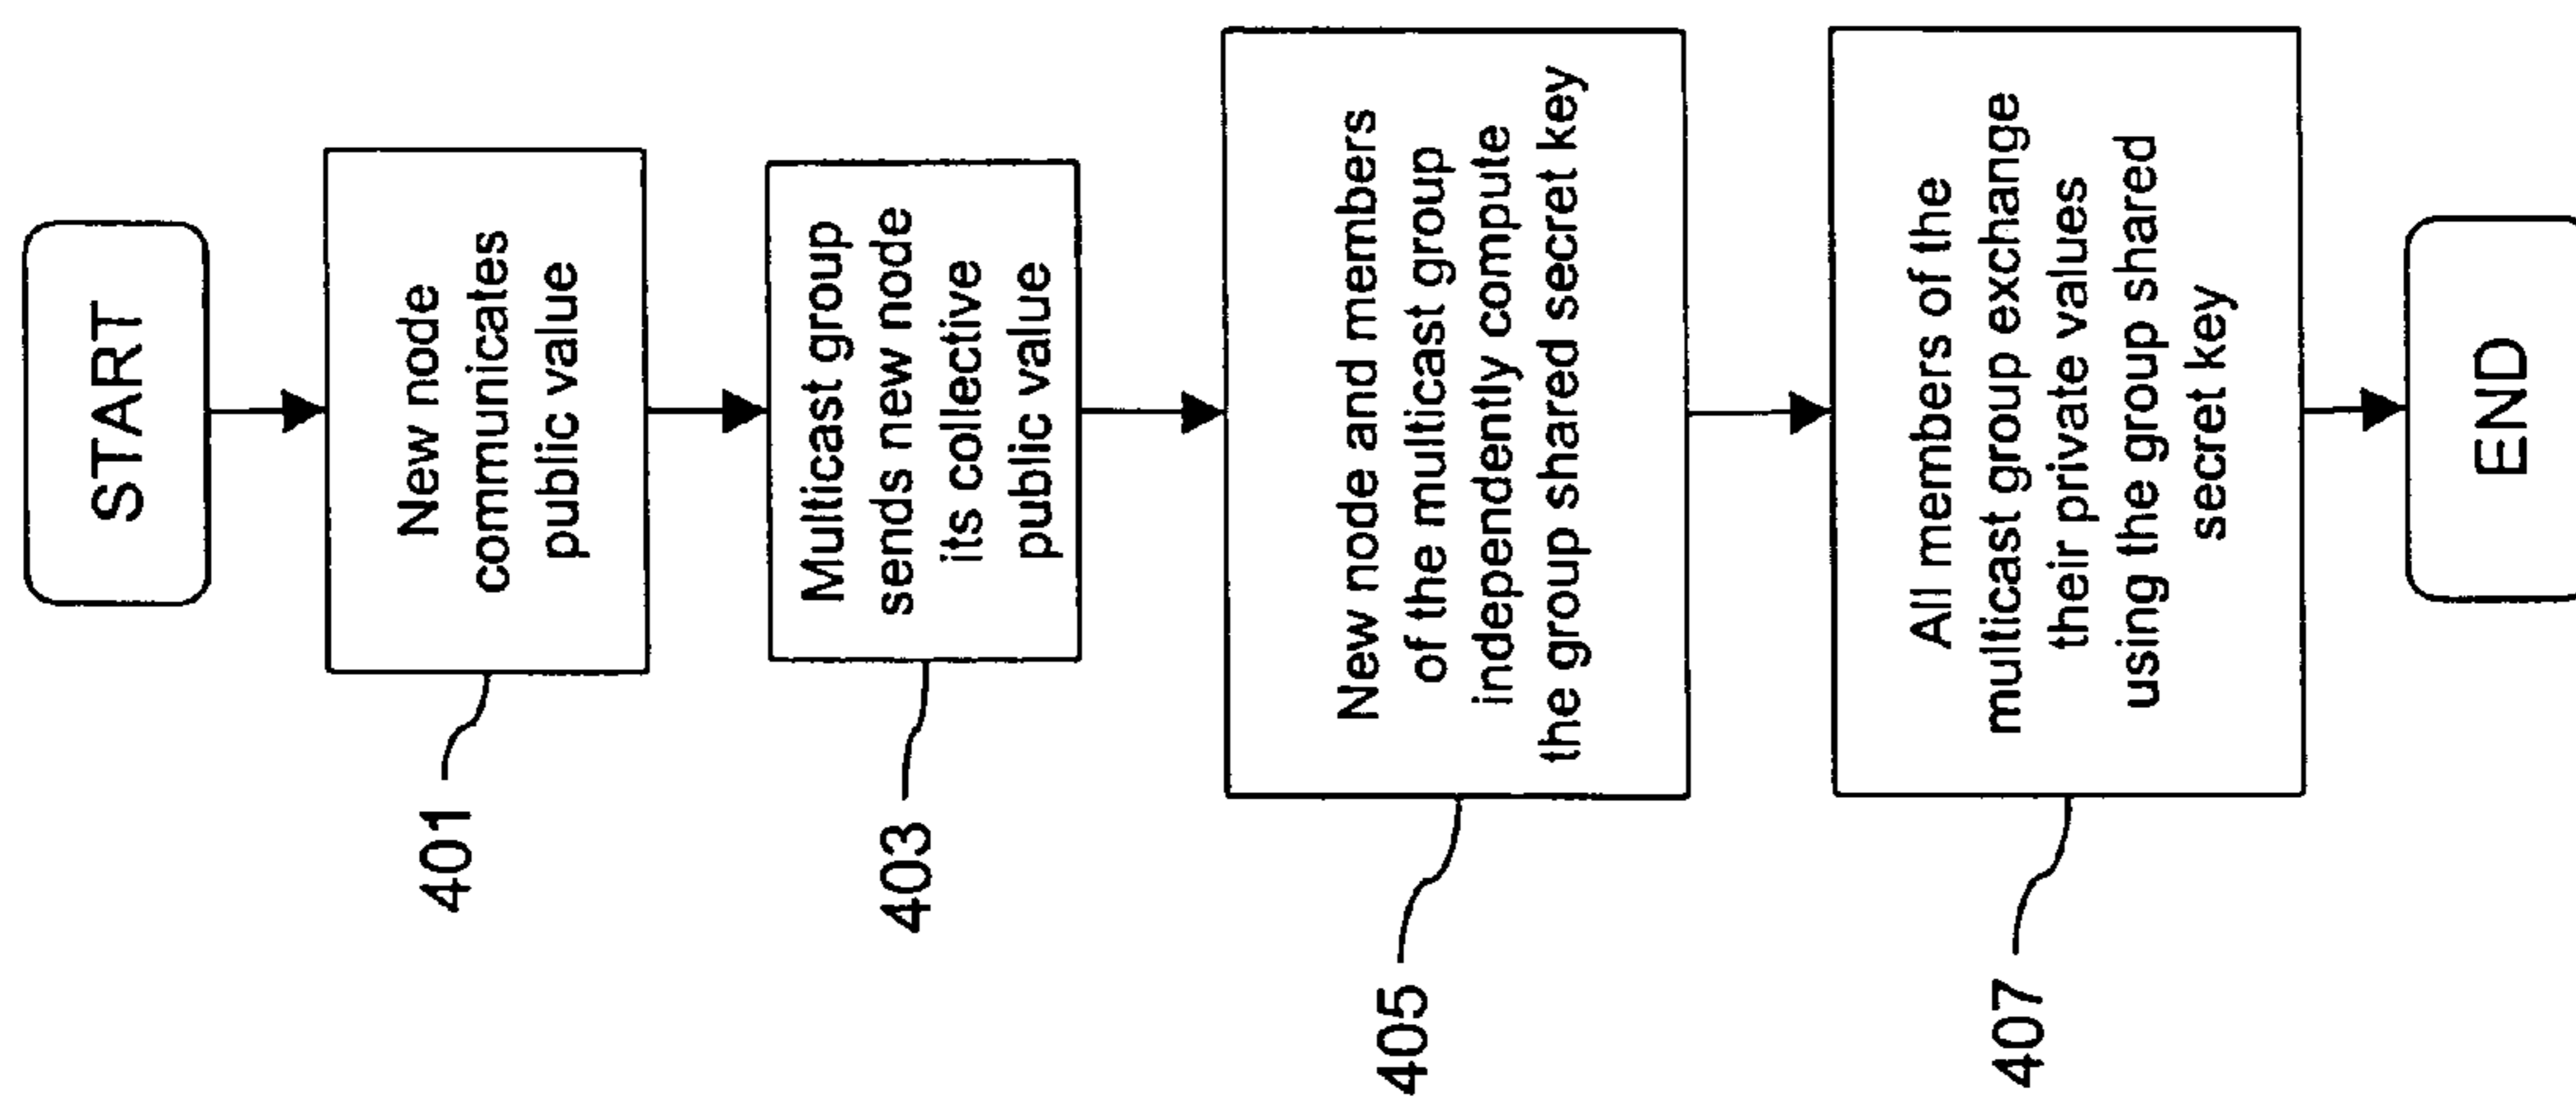 START
New node
communicates
public value
401
Multicast group
sends new node
its collective
public value
403
New node and members
of the multicast group
independently compute
the group shared secret key
405
All members of the
multicast group exchange
their private values
using the group shared
secret key
407
END